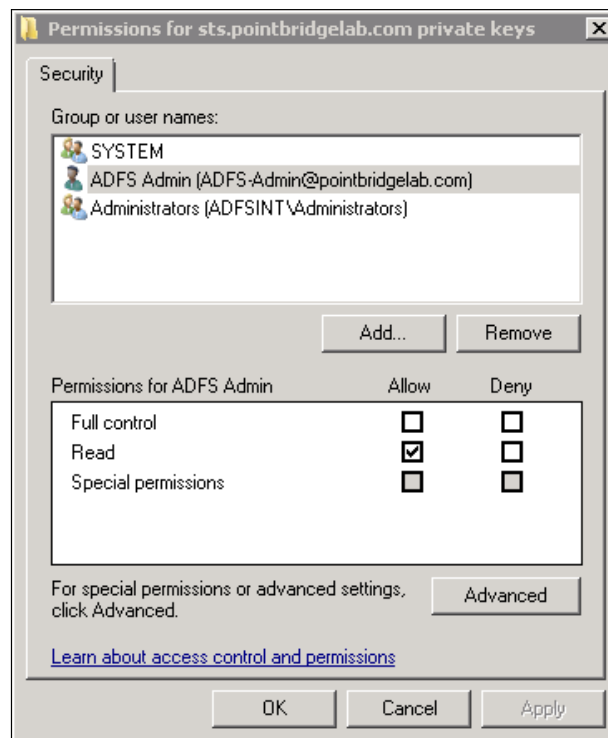 Permissions for sts.pointbridgelab.com private keys
Security
Group or user names:
SYSTEM
ADFS Admin (ADFS-Admin@pointbridgelab.com)
Administrators (ADFSINT\Administrators)
Add... Remove
Permissions for ADFS Admin Allow Deny
Full control
Read
Special permissions
For special permissions or advanced settings,
click Advanced.
Advanced
Learn about access control and permissions
OK Cancel Apply